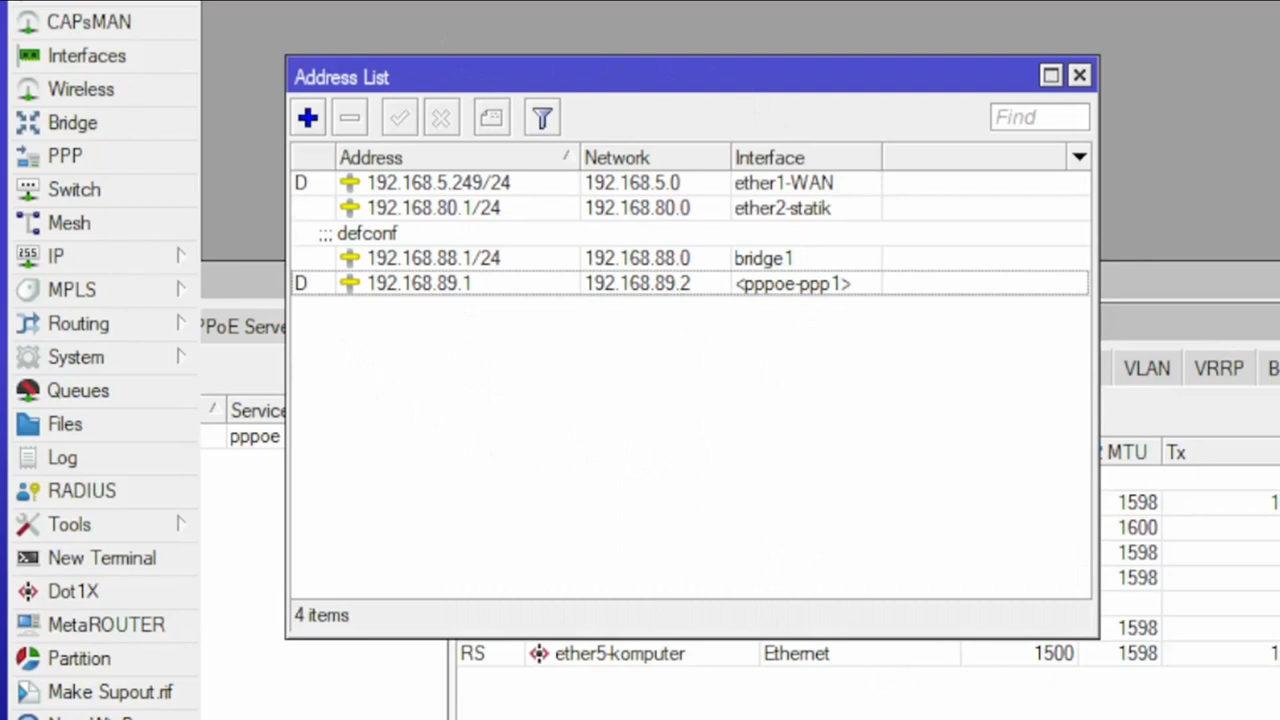 CAPsMAN
Interfaces
Wireless
Bridge
PPP
Switch
Mesh
255 IP
MPLS
Routing
System
Queues
Files
Log
RADIUS
Tools
New Terminal
Dot1X
MetaROUTER
Partition
Make Supout.rif
Address List
Find
Address Network Interface
D 192.168.5.249/24 192.168.5.0 ether1-WAN
192.168.80.1/24 192.168.80.0 ether2-statik
;;; defconf
192.168.88.1/24 192.168.88.0 bridge1
D 192.168.89.1 192.168.89.2 <pppoe-ppp1>
4 items
PPoE Serve
Service
pppoe
VLAN VRRP B
MTU Tx
1598 1
1600
1598
1598
1598
RS ether5-komputer Ethernet 1500 1598 1